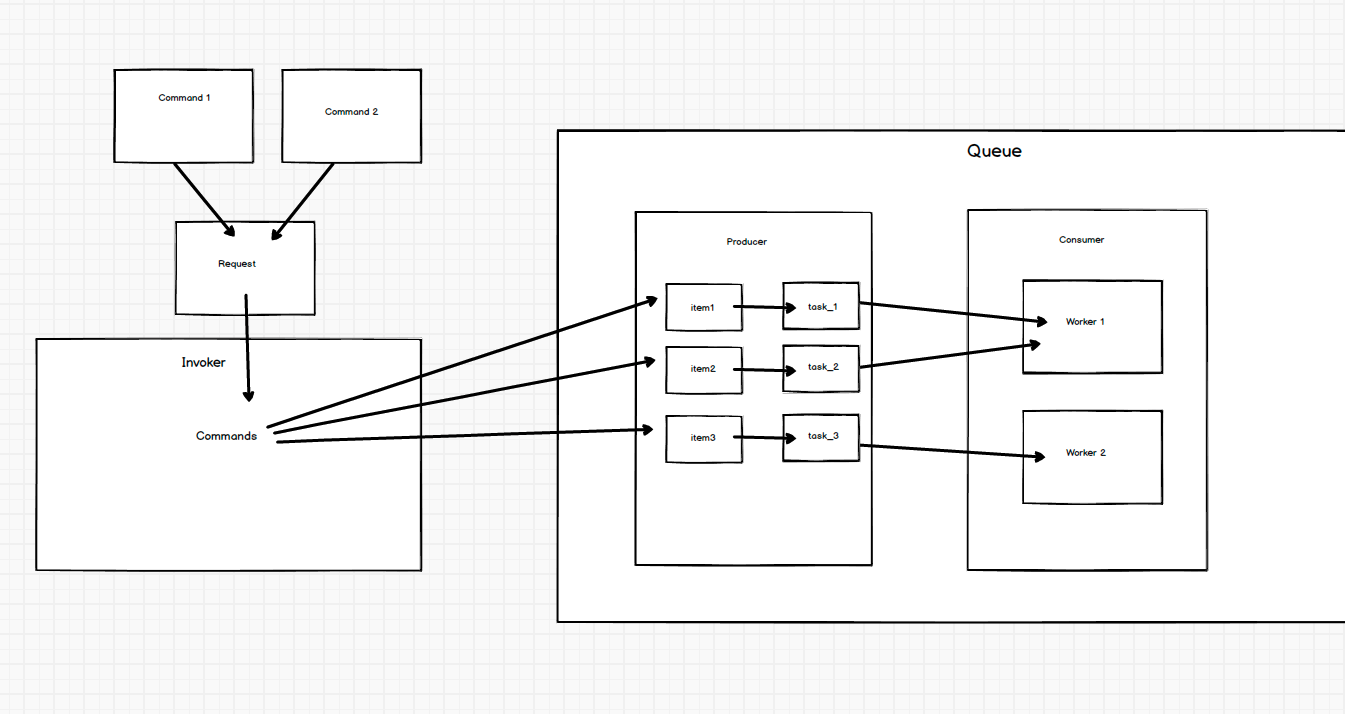 Command 1
Command 2
Request
Invoker
Commands
Queue
Producer
item1
task_1
item2
task_2
item3
task_3
Consumer
Worker 1
Worker 2